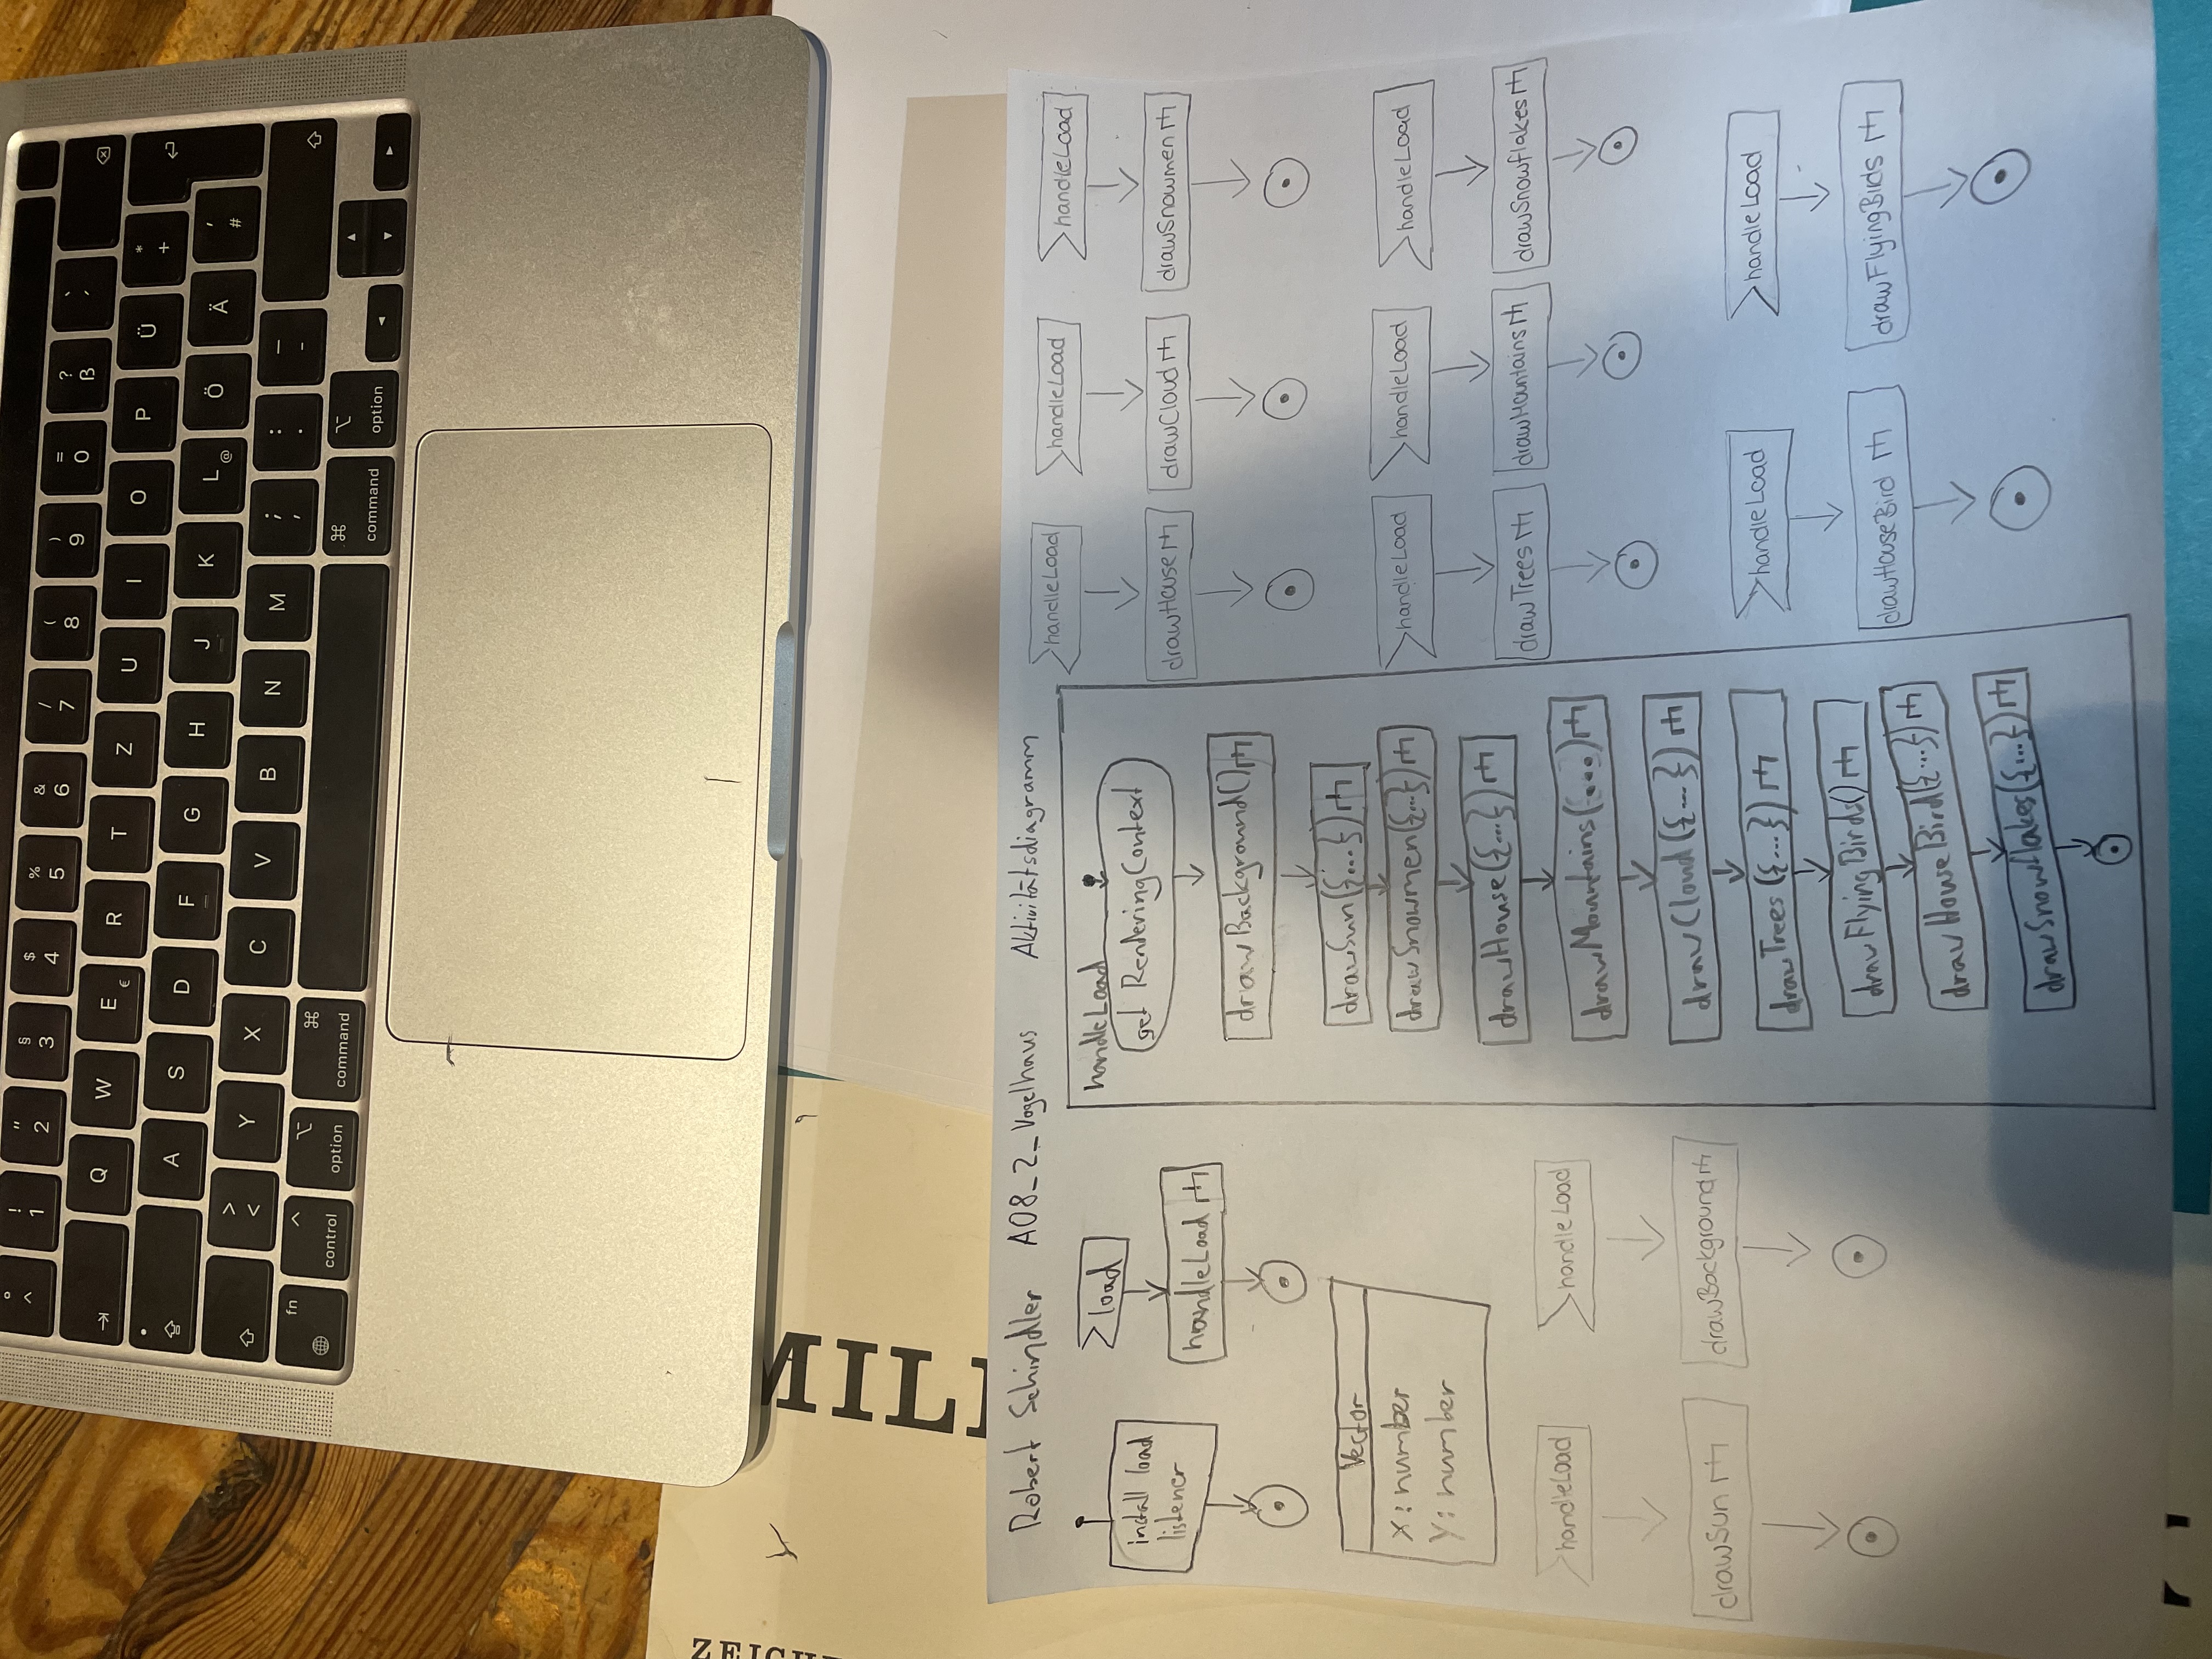 ° ^
! 1
" 2
§ 3
$ 4
% 5
& 6
/ 7
( 8
) 9
= 0
? ß
Q W E € R T Z U I O P Ü * +
A S D F G H J K L @ Ö Ä ' #
> < Y X C V B N M ; , : . _ -
fn control option command command option
ZEICH
MIL
Robert Schindler A08_2_Vogelhaus Aktivitätsdiagramm
install load
listener
load
handleLoad
Vector
x: number
y: number
handleLoad
drawSun
handleLoad
drawBackground
handleLoad
get RenderingContext
drawBackground()
drawSun({...})
drawSnowmen({...})
drawHouse({...})
drawMountains(...)
drawCloud({...})
drawTrees({...})
drawFlyingBirds()
drawHouseBird({...})
drawSnowflakes({...})
handleLoad
drawHouse
handleLoad
drawCloud
handleLoad
drawSnowmen
handleLoad
drawTrees
handleLoad
drawMountains
handleLoad
drawSnowflakes
handleLoad
drawHouseBird
handleLoad
drawFlyingBirds